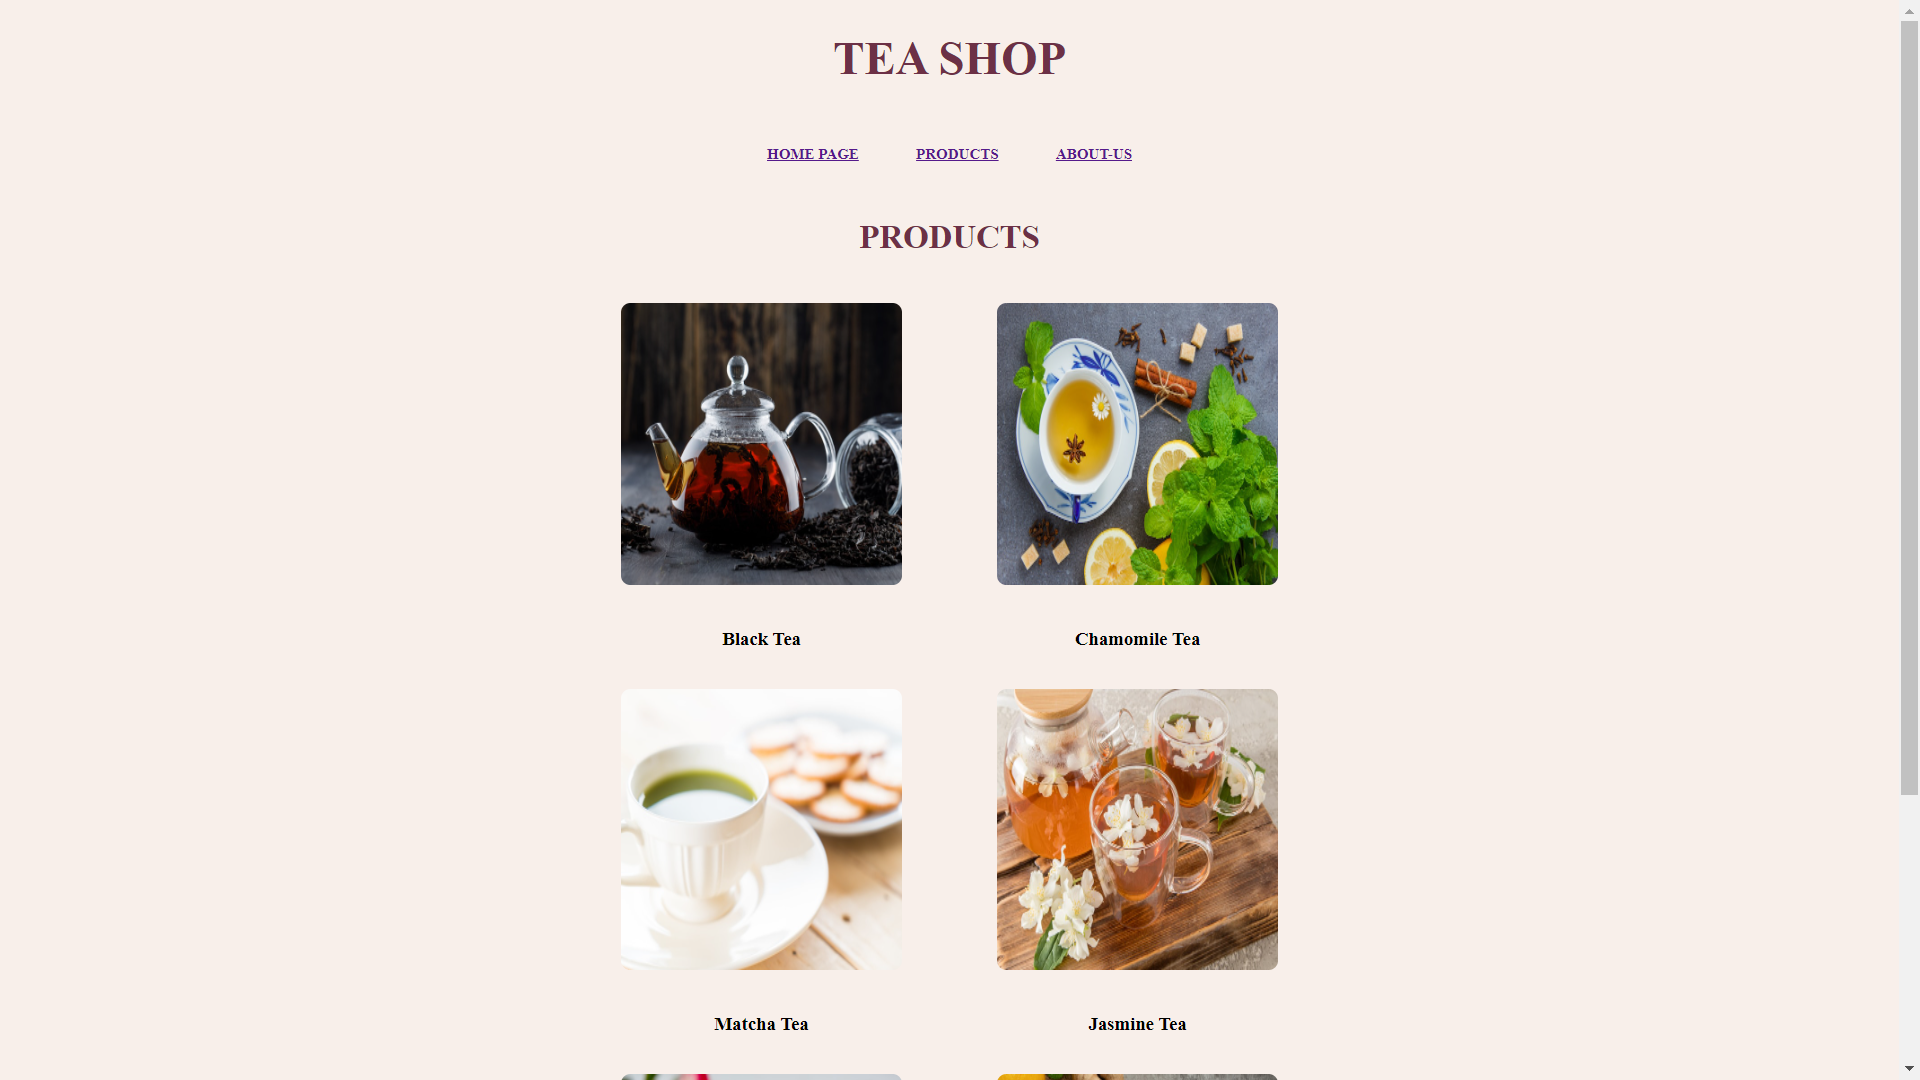 TEA SHOP
HOME PAGE PRODUCTS ABOUT-US
PRODUCTS
Black Tea Chamomile Tea
Matcha Tea Jasmine Tea